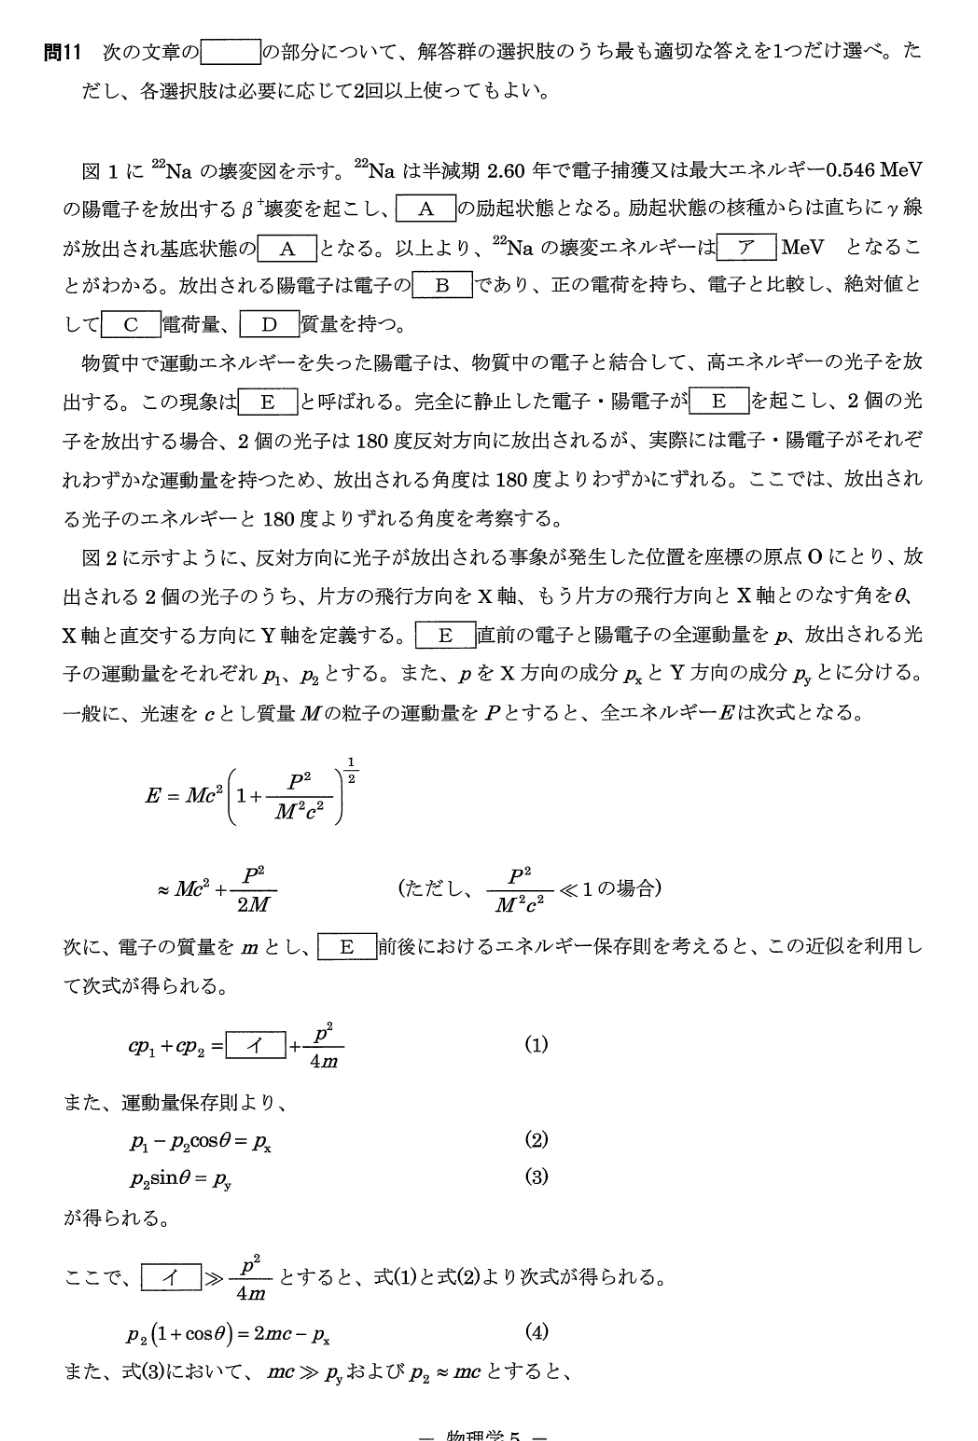 問11 次の文章の　　　の部分について、解答群の選択肢のうち最も適切な答えを1つだけ選べ。た
だし、各選択肢は必要に応じて2回以上使ってもよい。
図 1 に ²²Na の壊変図を示す。²²Na は半減期 2.60 年で電子捕獲又は最大エネルギー0.546 MeV
の陽電子を放出するβ⁺壊変を起こし、 A の励起状態となる。励起状態の核種からは直ちにγ線
が放出され基底状態の A となる。以上より、²²Na の壊変エネルギーは ア MeV となるこ
とがわかる。放出される陽電子は電子の B であり、正の電荷を持ち、電子と比較し、絶対値と
して C 電荷量、 D 質量を持つ。
物質中で運動エネルギーを失った陽電子は、物質中の電子と結合して、高エネルギーの光子を放
出する。この現象は E と呼ばれる。完全に静止した電子・陽電子が E を起こし、2 個の光
子を放出する場合、2 個の光子は 180 度反対方向に放出されるが、実際には電子・陽電子がそれぞ
れわずかな運動量を持つため、放出される角度は 180 度よりわずかにずれる。ここでは、放出され
る光子のエネルギーと 180 度よりずれる角度を考察する。
図 2 に示すように、反対方向に光子が放出される事象が発生した位置を座標の原点 O にとり、放
出される 2 個の光子のうち、片方の飛行方向を X 軸、もう片方の飛行方向と X 軸とのなす角をθ、
X 軸と直交する方向に Y 軸を定義する。 E 直前の電子と陽電子の全運動量を p、放出される光
子の運動量をそれぞれ p₁、p₂とする。また、p を X 方向の成分 pₓと Y 方向の成分 p_yとに分ける。
一般に、光速を c とし質量 M の粒子の運動量を P とすると、全エネルギーE は次式となる。
E = Mc²(1+P²/M²c²)^(1/2)
≈ Mc² + P²/2M (ただし、P²/M²c² ≪ 1 の場合)
次に、電子の質量を m とし、 E 前後におけるエネルギー保存則を考えると、この近似を利用し
て次式が得られる。
cp₁ + cp₂ = イ + p²/4m (1)
また、運動量保存則より、
p₁ − p₂cosθ = pₓ (2)
p₂sinθ = p_y (3)
が得られる。
ここで、 イ ≫ p²/4m とすると、式(1)と式(2)より次式が得られる。
p₂(1+cosθ) = 2mc − pₓ (4)
また、式(3)において、 mc ≫ p_y および p₂ ≈ mc とすると、
― 物理学 5 ―